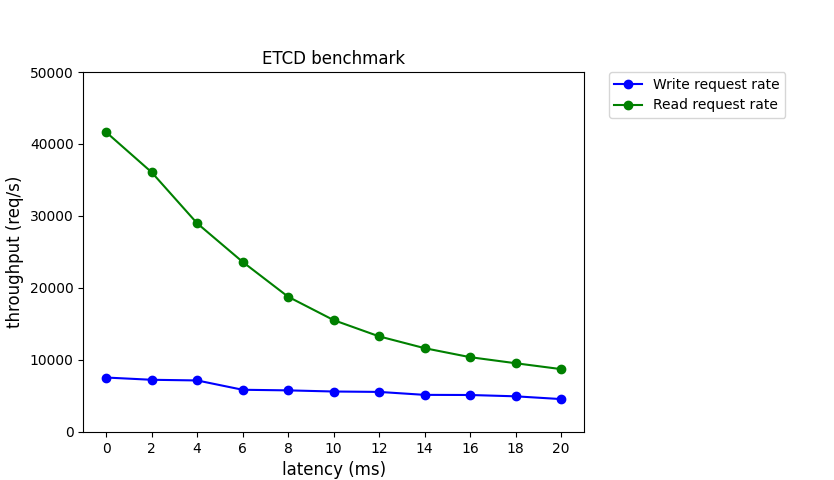 ETCD benchmark
Write request rate
Read request rate
throughput (req/s)
50000
40000
30000
20000
10000
0
0 2 4 6 8 10 12 14 16 18 20
latency (ms)